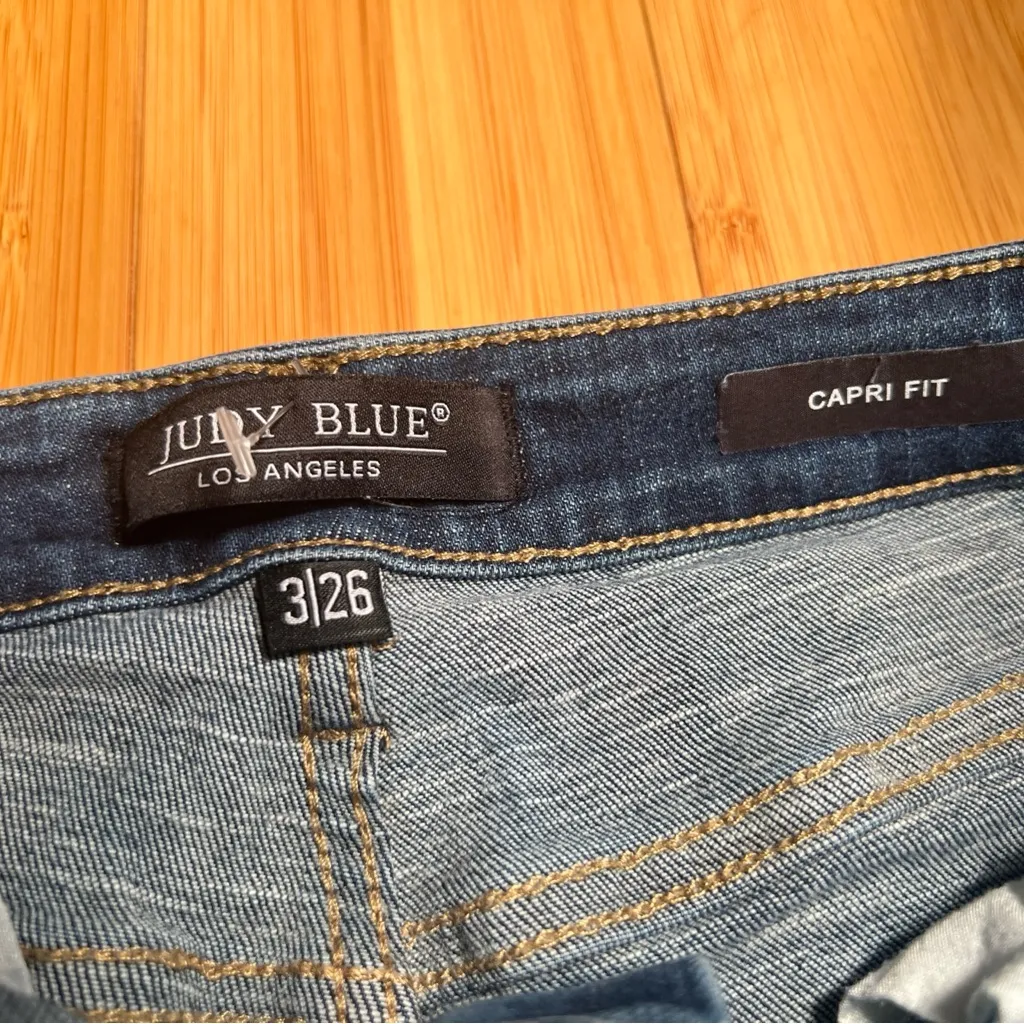 JUDY BLUE®
LOS ANGELES
CAPRI FIT
3|26